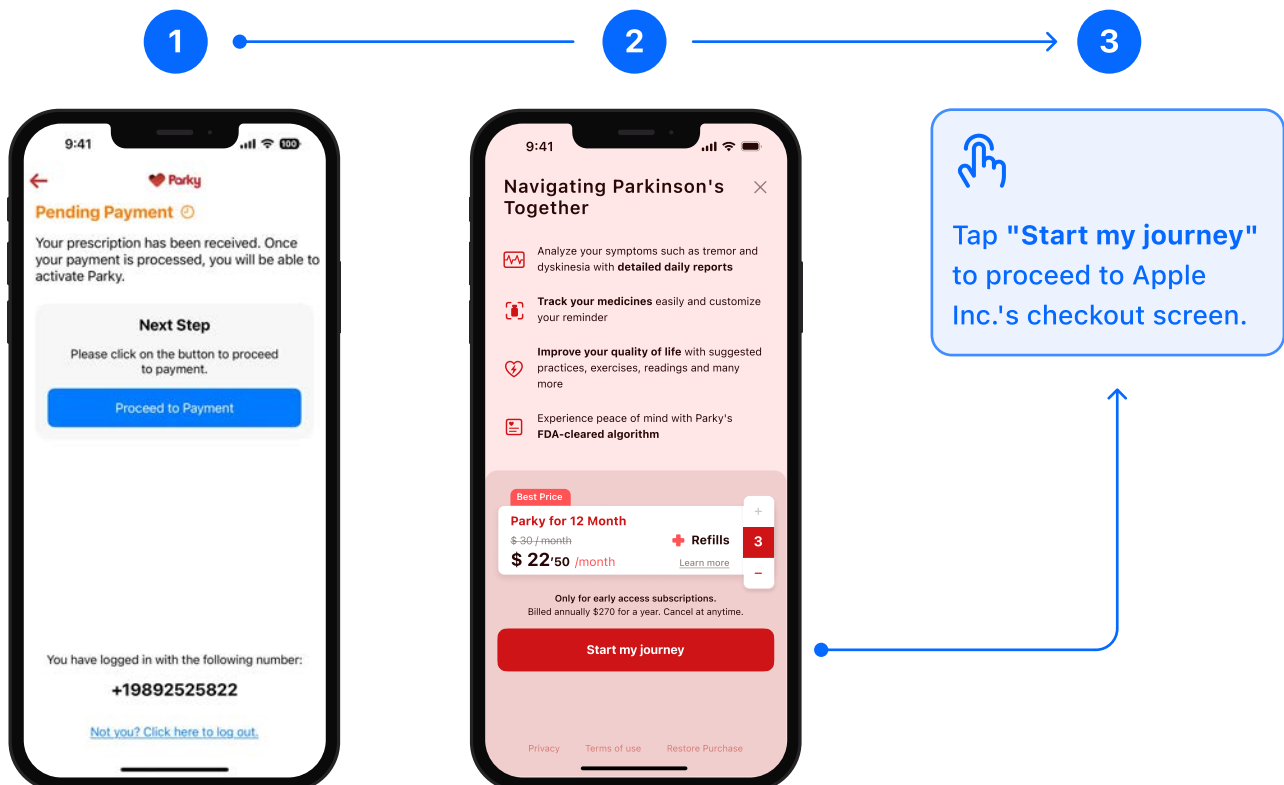 1
2
3
9:41
100
Parky
Pending Payment
Your prescription has been received. Once
your payment is processed, you will be able to
activate Parky.
Next Step
Please click on the button to proceed
to payment.
Proceed to Payment
You have logged in with the following number:
+19892525822
Not you? Click here to log out.
9:41
Navigating Parkinson's
Together
Analyze your symptoms such as tremor and
dyskinesia with detailed daily reports
Track your medicines easily and customize
your reminder
Improve your quality of life with suggested
practices, exercises, readings and many
more
Experience peace of mind with Parky's
FDA-cleared algorithm
Best Price
Parky for 12 Month
$ 30 / month
$ 22'50 /month
Refills
Learn more
+
3
−
Only for early access subscriptions.
Billed annually $270 for a year. Cancel at anytime.
Start my journey
Privacy Terms of use Restore Purchase
Tap "Start my journey"
to proceed to Apple
Inc.'s checkout screen.